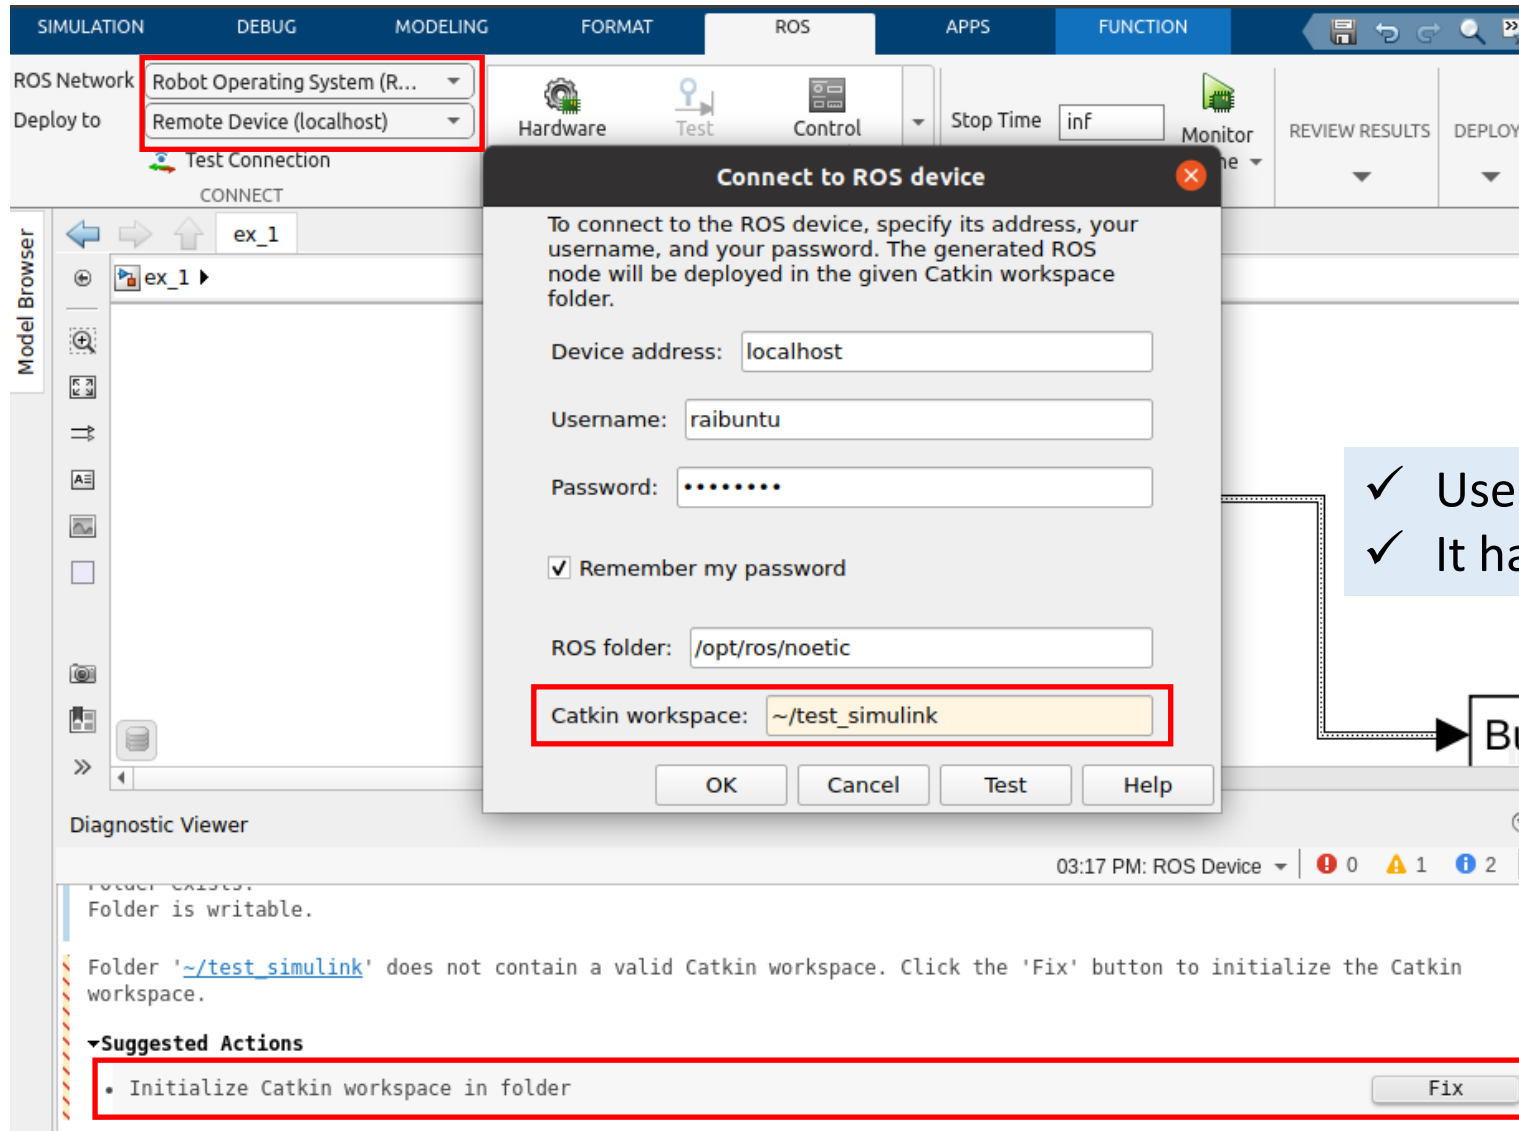 SIMULATION DEBUG MODELING FORMAT ROS APPS FUNCTION
ROS Network Robot Operating System (R...
Deploy to Remote Device (localhost)
Test Connection
CONNECT
Hardware Test Control
Stop Time inf
Monitor
REVIEW RESULTS DEPLOY
Model Browser
ex_1
ex_1
Connect to ROS device
To connect to the ROS device, specify its address, your
username, and your password. The generated ROS
node will be deployed in the given Catkin workspace
folder.
Device address: localhost
Username: raibuntu
Password: ••••••••
Remember my password
ROS folder: /opt/ros/noetic
Catkin workspace: ~/test_simulink
OK Cancel Test Help
✓ Use
✓ It ha
Bu
Diagnostic Viewer
03:17 PM: ROS Device 0 1 2
Folder exists.
Folder is writable.
Folder '~/test_simulink' does not contain a valid Catkin workspace. Click the 'Fix' button to initialize the Catkin
workspace.
Suggested Actions
• Initialize Catkin workspace in folder Fix